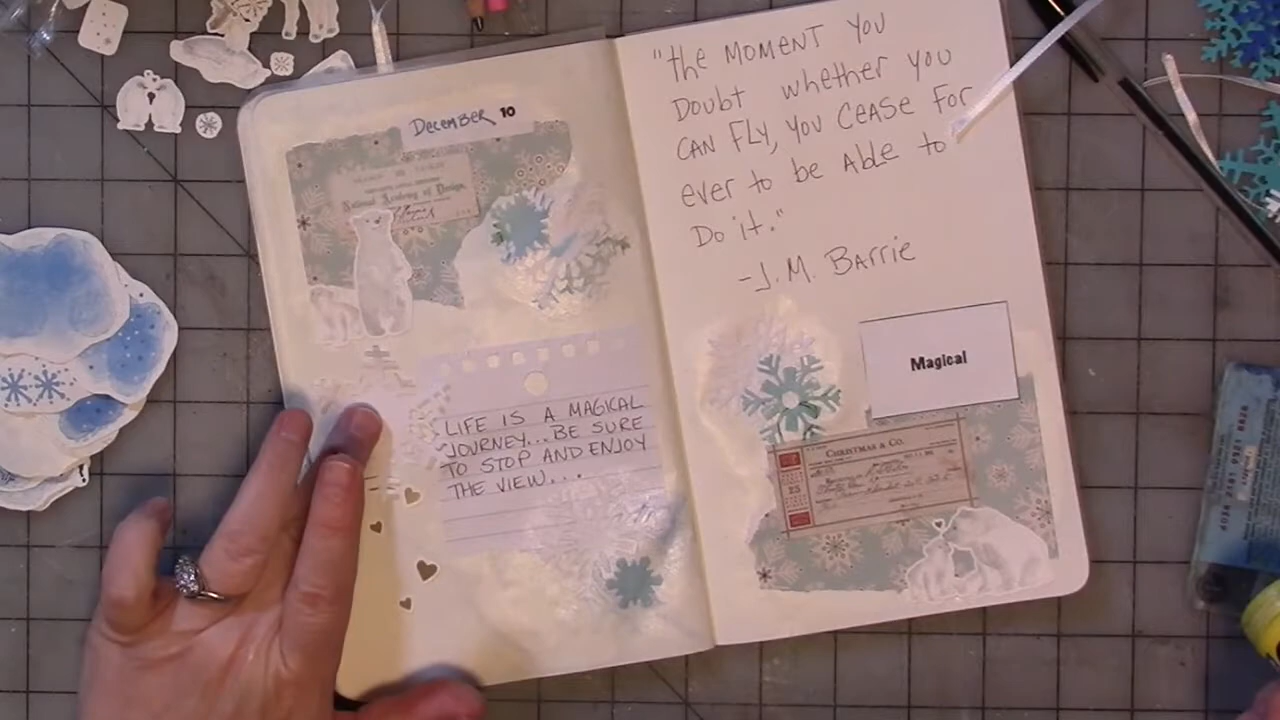 December 10
National Academy of Design
LIFE IS A MAGICAL
JOURNEY...BE SURE
TO STOP AND ENJOY
THE VIEW...
"the MOMENT YOU
DOUBT whether you
CAN FLY, you CEASE FOR
ever to be Able to
Do it."
-J.M. BARRIE
Magical
CHRISTMAS & CO.
25